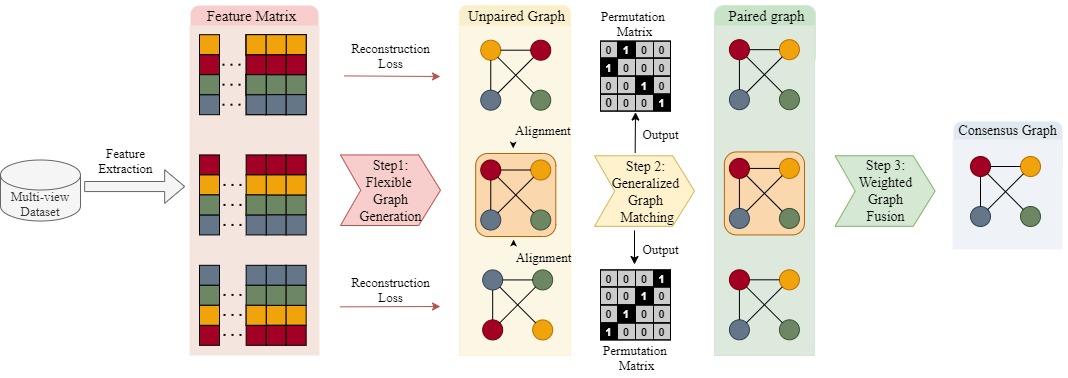 Feature Matrix
Unpaired Graph
Permutation
Matrix
Paired graph
Reconstruction
Loss
0 1 0 0
1 0 0 0
0 0 1 0
0 0 0 1
Alignment
Output
Consensus Graph
Feature
Extraction
Multi-view
Dataset
Step1:
Flexible
Graph
Generation
Step 2:
Generalized
Graph
Matching
Step 3:
Weighted
Graph
Fusion
Alignment
Output
Reconstruction
Loss
0 0 0 1
0 0 1 0
0 1 0 0
1 0 0 0
Permutation
Matrix